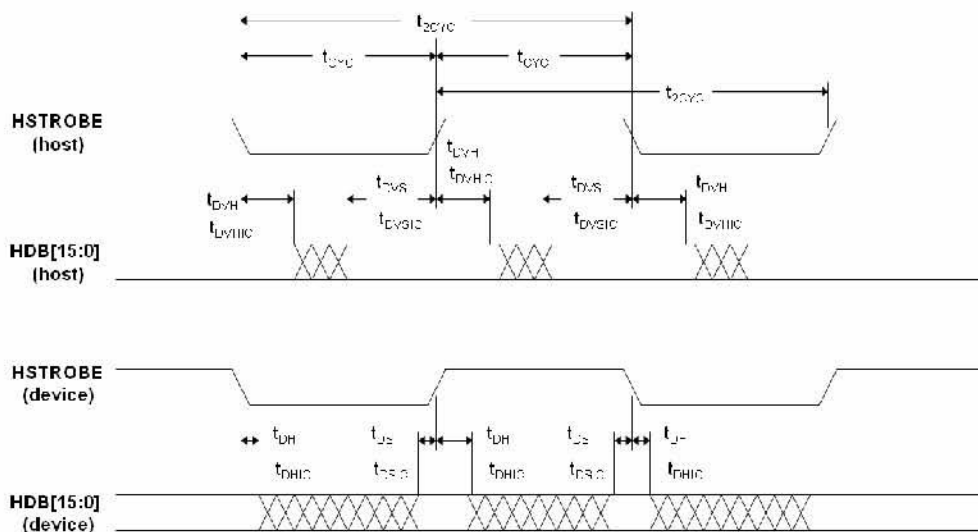 t2CYC
tCYC tCYC
t2CYC
HSTROBE
(host)
tDVH
tDVS tDVHIC tDVS tDVH
tDVH
tDVSIC tDVSIC tDVHIC
tDVHIC
HDB[15:0]
(host)
HSTROBE
(device)
tDH tDS tDH tDS tDH
tDHIC tDSIC tDHIC tDSIC tDHIC
HDB[15:0]
(device)